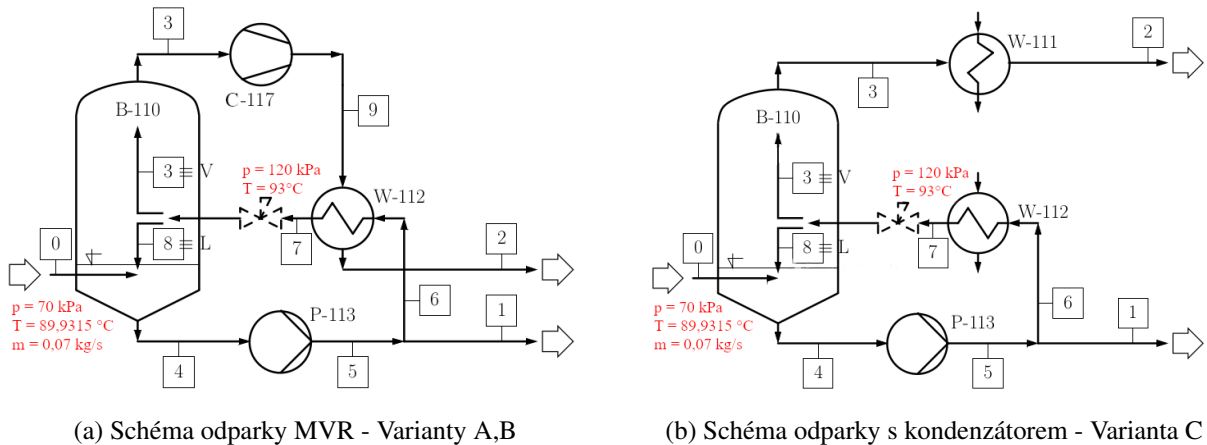 3
C-117
B-110
9
3 ≡ V
p = 120 kPa
T = 93°C
W-112
0
8 ≡ L
7
2
p = 70 kPa
T = 89,9315 °C
m = 0,07 kg/s
6
P-113
1
4
5
(a) Schéma odparky MVR - Varianty A,B
W-111
2
3
B-110
3 ≡ V
p = 120 kPa
T = 93°C
W-112
0
8 ≡ L
7
p = 70 kPa
T = 89,9315 °C
m = 0,07 kg/s
6
P-113
1
4
5
(b) Schéma odparky s kondenzátorem - Varianta C